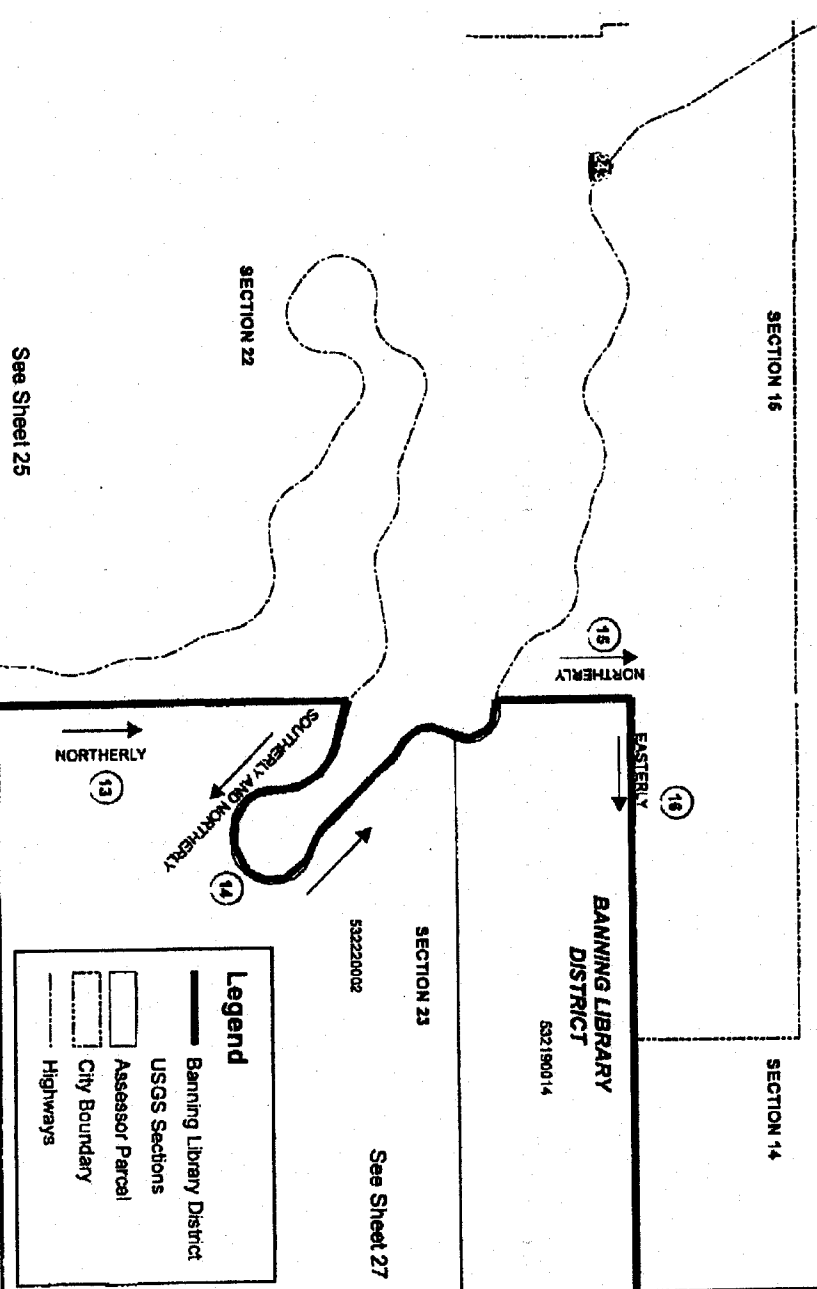 SECTION 15
SECTION 14
SECTION 22
SECTION 23
See Sheet 25
See Sheet 27
NORTHERLY
13
SOUTHERLY AND NORTHERLY
14
15
NORTHERLY
EASTERLY
16
BANNING LIBRARY
DISTRICT
532190014
532220002
Legend
Banning Library District
USGS Sections
Assessor Parcel
City Boundary
Highways